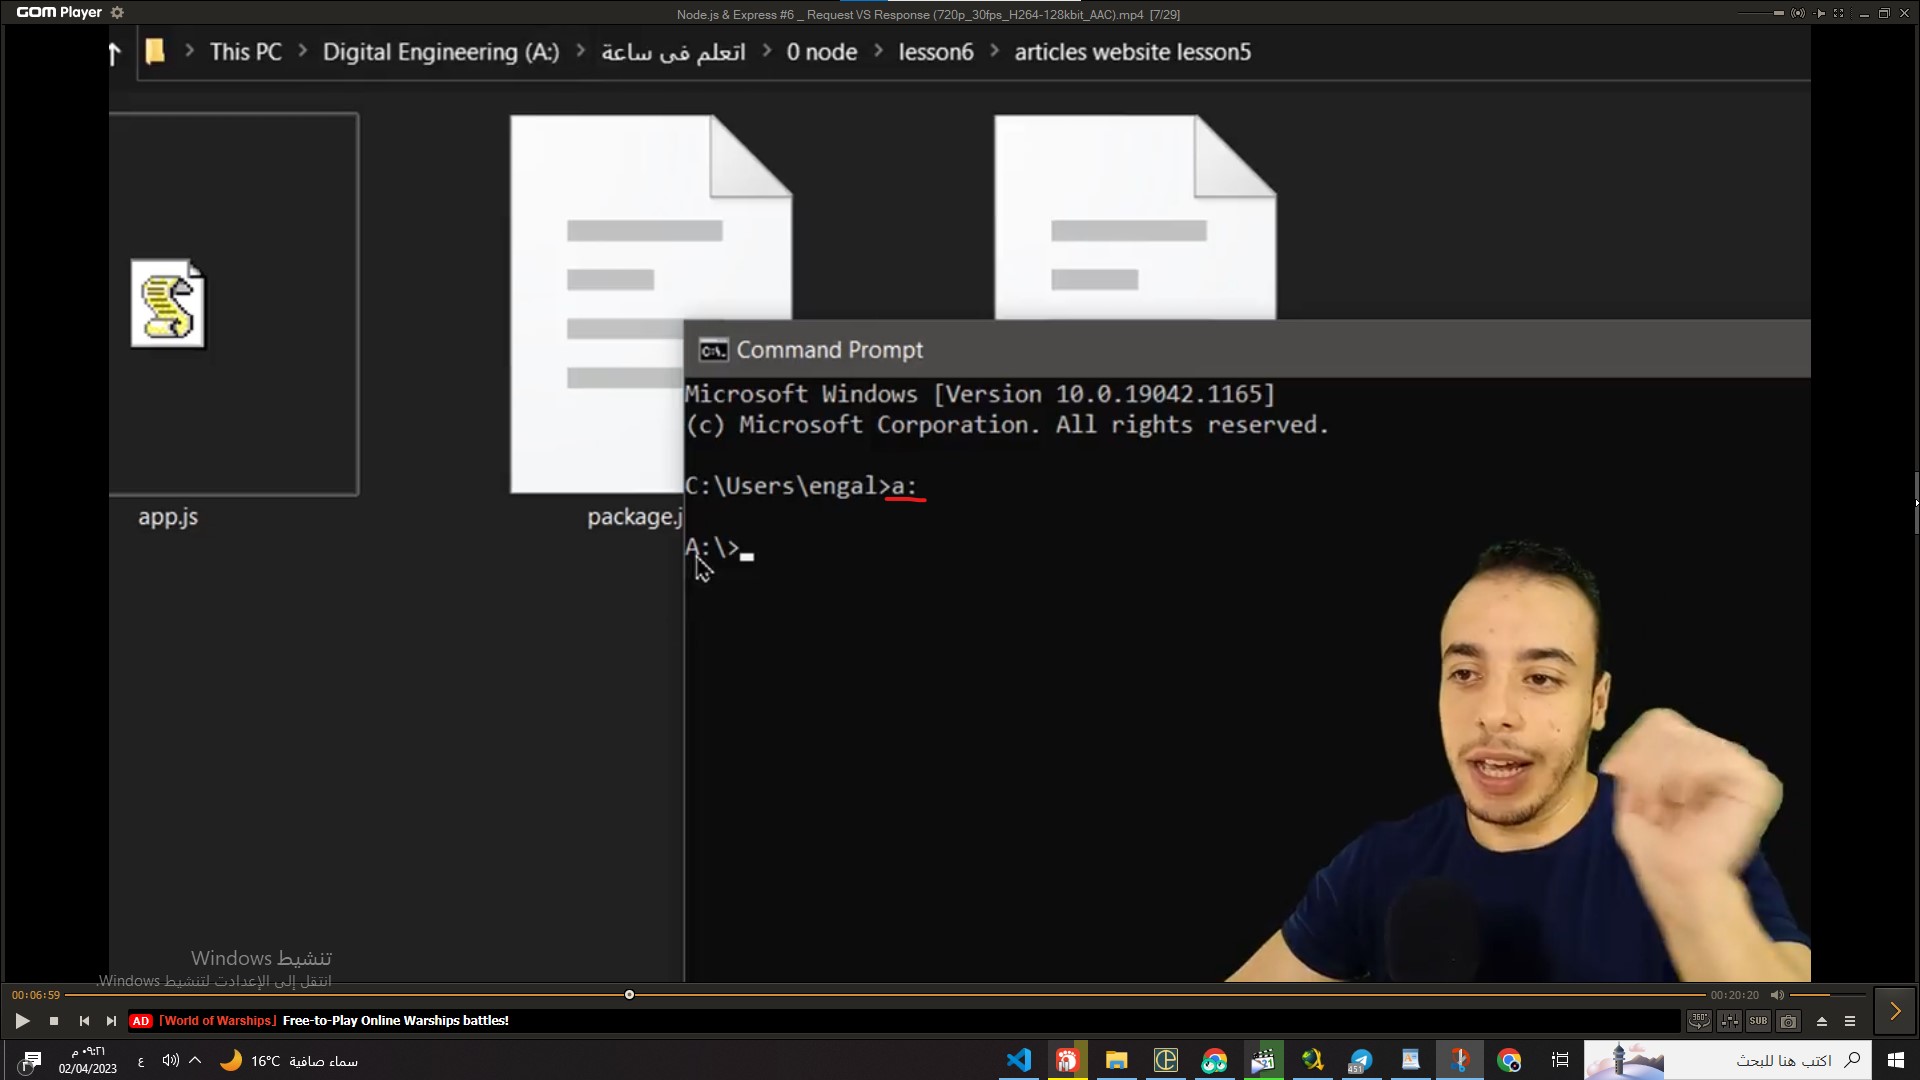 GOM Player
Node.js & Express #6 _ Request VS Response (720p_30fps_H264-128kbit_AAC).mp4 [7/29]
This PC > Digital Engineering (A:) > اتعلم فى ساعة > 0 node > lesson6 > articles website lesson5
Command Prompt
Microsoft Windows [Version 10.0.19042.1165]
(c) Microsoft Corporation. All rights reserved.
C:\Users\engal>a:
A:\>
app.js
package.j
تنشيط Windows
انتقل إلى الإعدادت لتنشيط Windows.
00:06:59
00:20:20
AD [World of Warships] Free-to-Play Online Warships battles!
360°
SUB
٠٩:٢١ م
02/04/2023
ع
16°C سماء صافية
451
اكتب هنا للبحث